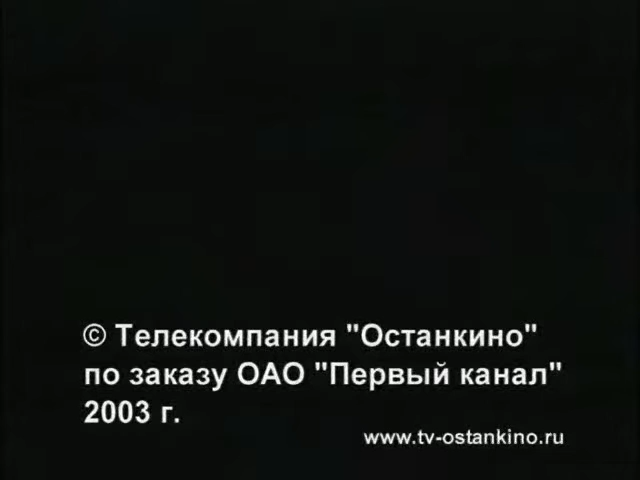 © Телекомпания "Останкино"
по заказу ОАО "Первый канал"
2003 г.
www.tv-ostankino.ru